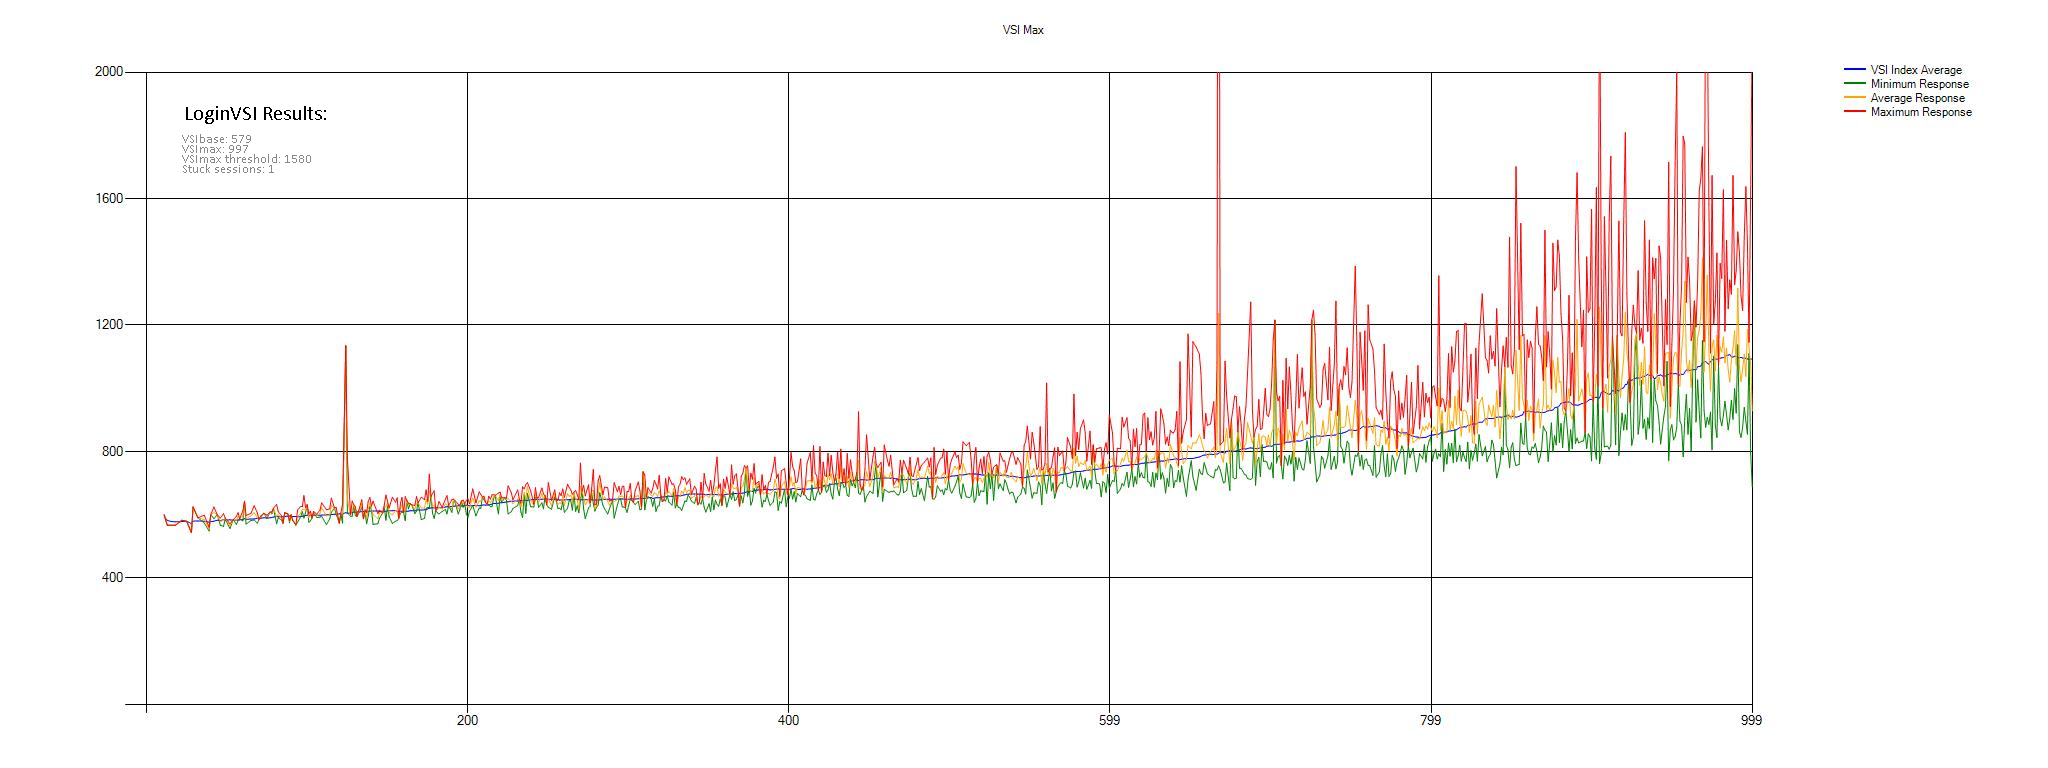 VSI Max
2000
1600
1200
800
400
200
400
599
799
999
LoginVSI Results:
VSIbase: 579
VSImax: 997
VSImax threshold: 1580
Stuck sessions: 1
VSI Index Average
Minimum Response
Average Response
Maximum Response